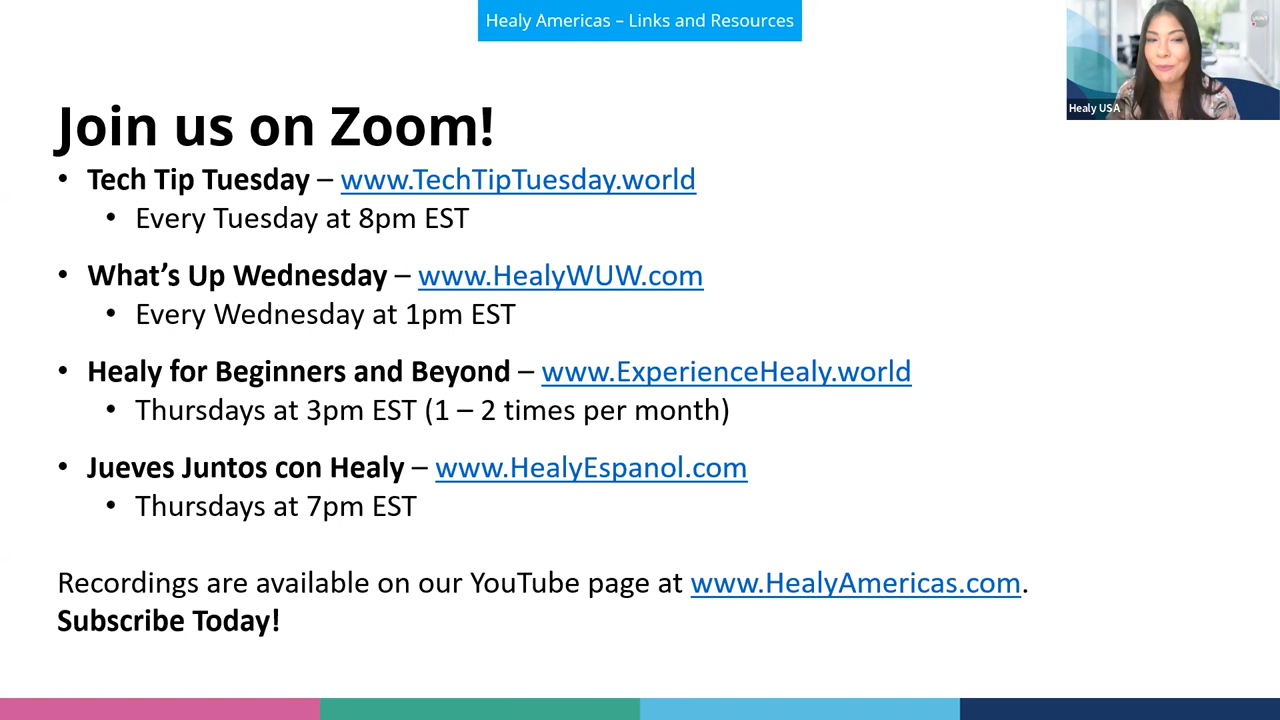 Healy Americas – Links and Resources
Healy USA
Join us on Zoom!
• Tech Tip Tuesday – www.TechTipTuesday.world
• Every Tuesday at 8pm EST
• What's Up Wednesday – www.HealyWUW.com
• Every Wednesday at 1pm EST
• Healy for Beginners and Beyond – www.ExperienceHealy.world
• Thursdays at 3pm EST (1 – 2 times per month)
• Jueves Juntos con Healy – www.HealyEspanol.com
• Thursdays at 7pm EST
Recordings are available on our YouTube page at www.HealyAmericas.com.
Subscribe Today!